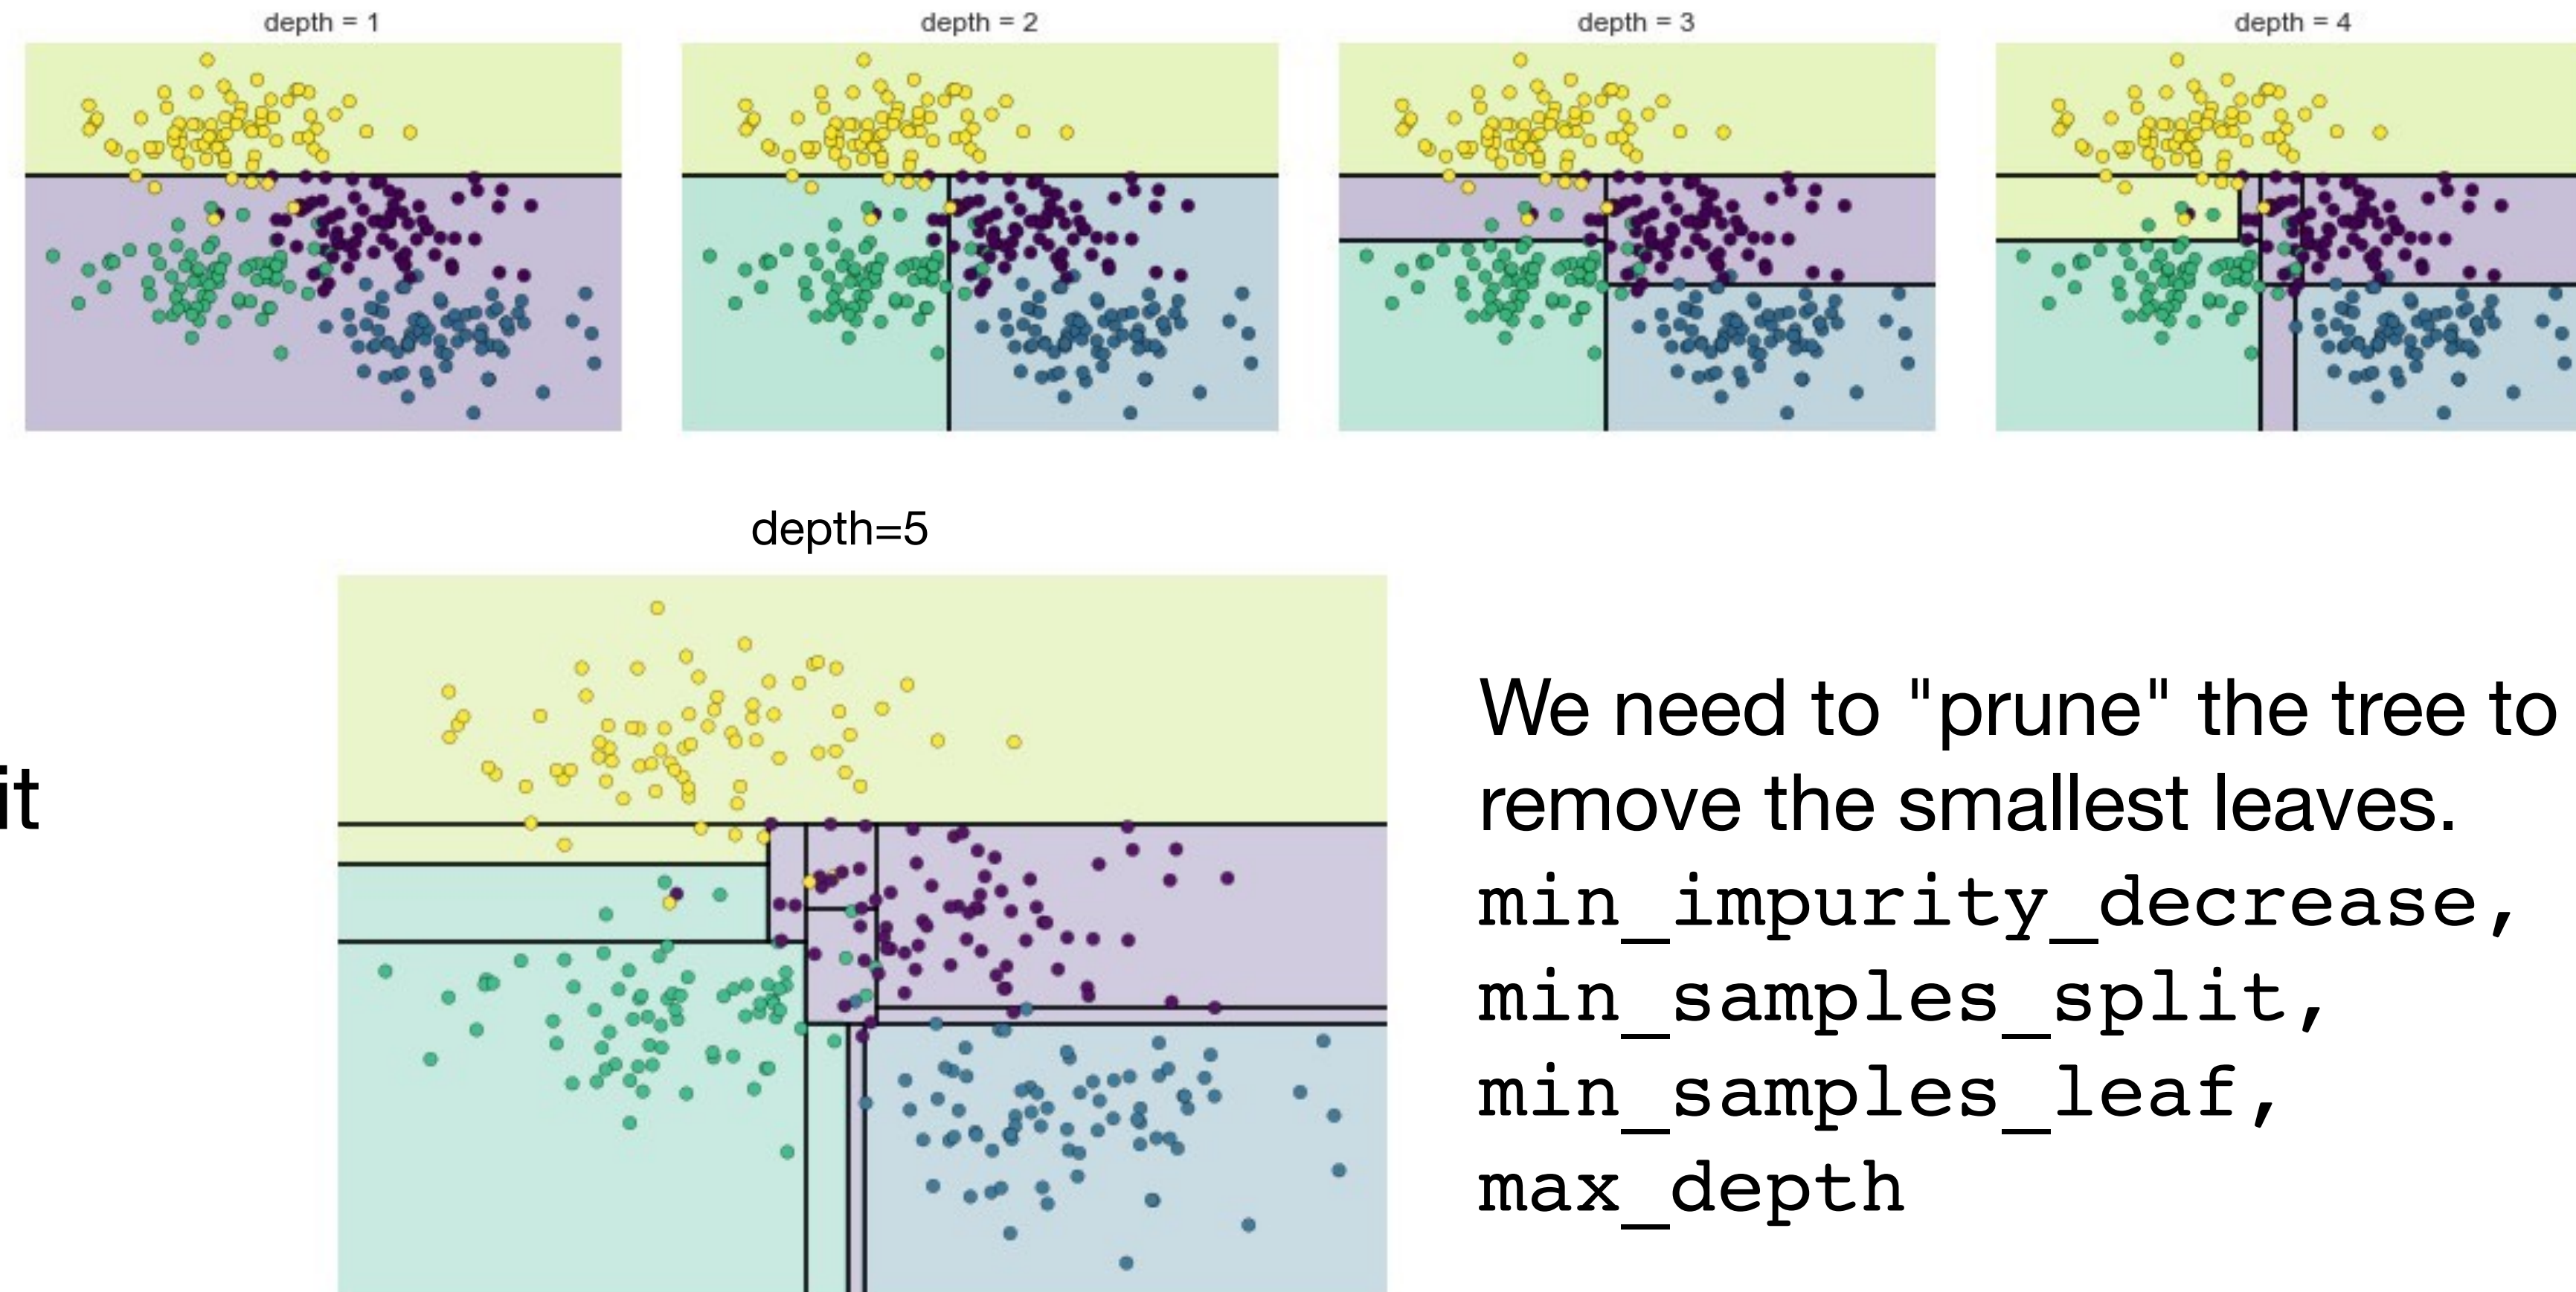 depth = 1
depth = 2
depth = 3
depth = 4
depth=5
it
We need to "prune" the tree to
remove the smallest leaves.
min_impurity_decrease,
min_samples_split,
min_samples_leaf,
max_depth